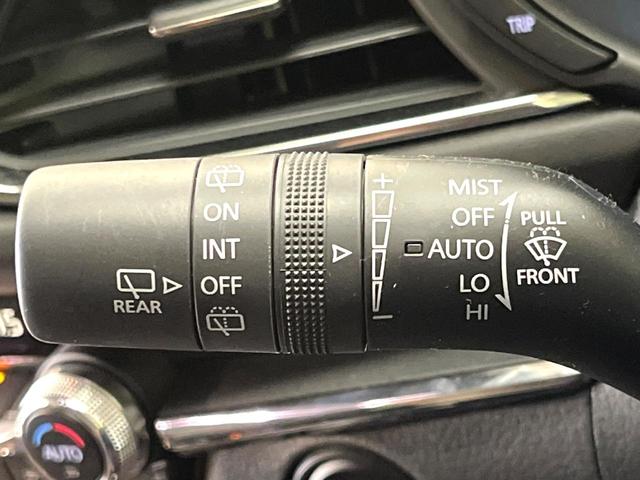 TRIP
REAR
ON
INT
OFF
+
−
MIST
OFF
AUTO
LO
HI
PULL
FRONT
AUTO